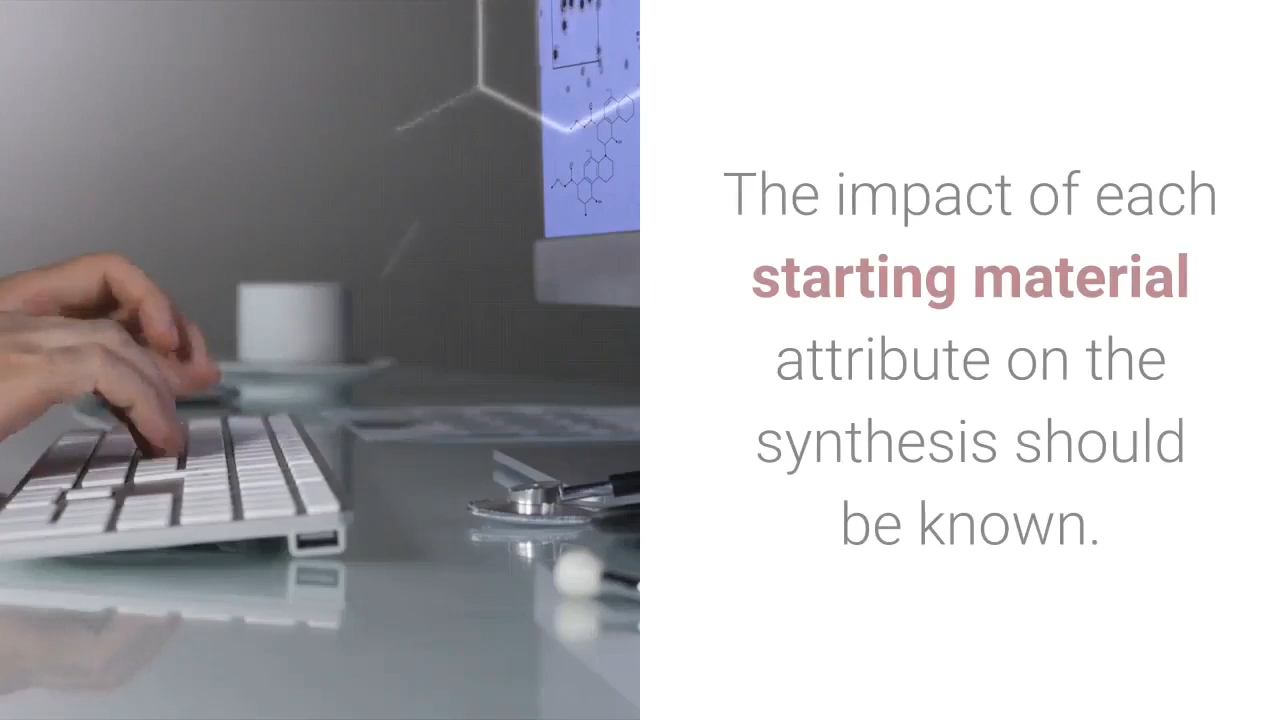 The impact of each
starting material
attribute on the
synthesis should
be known.